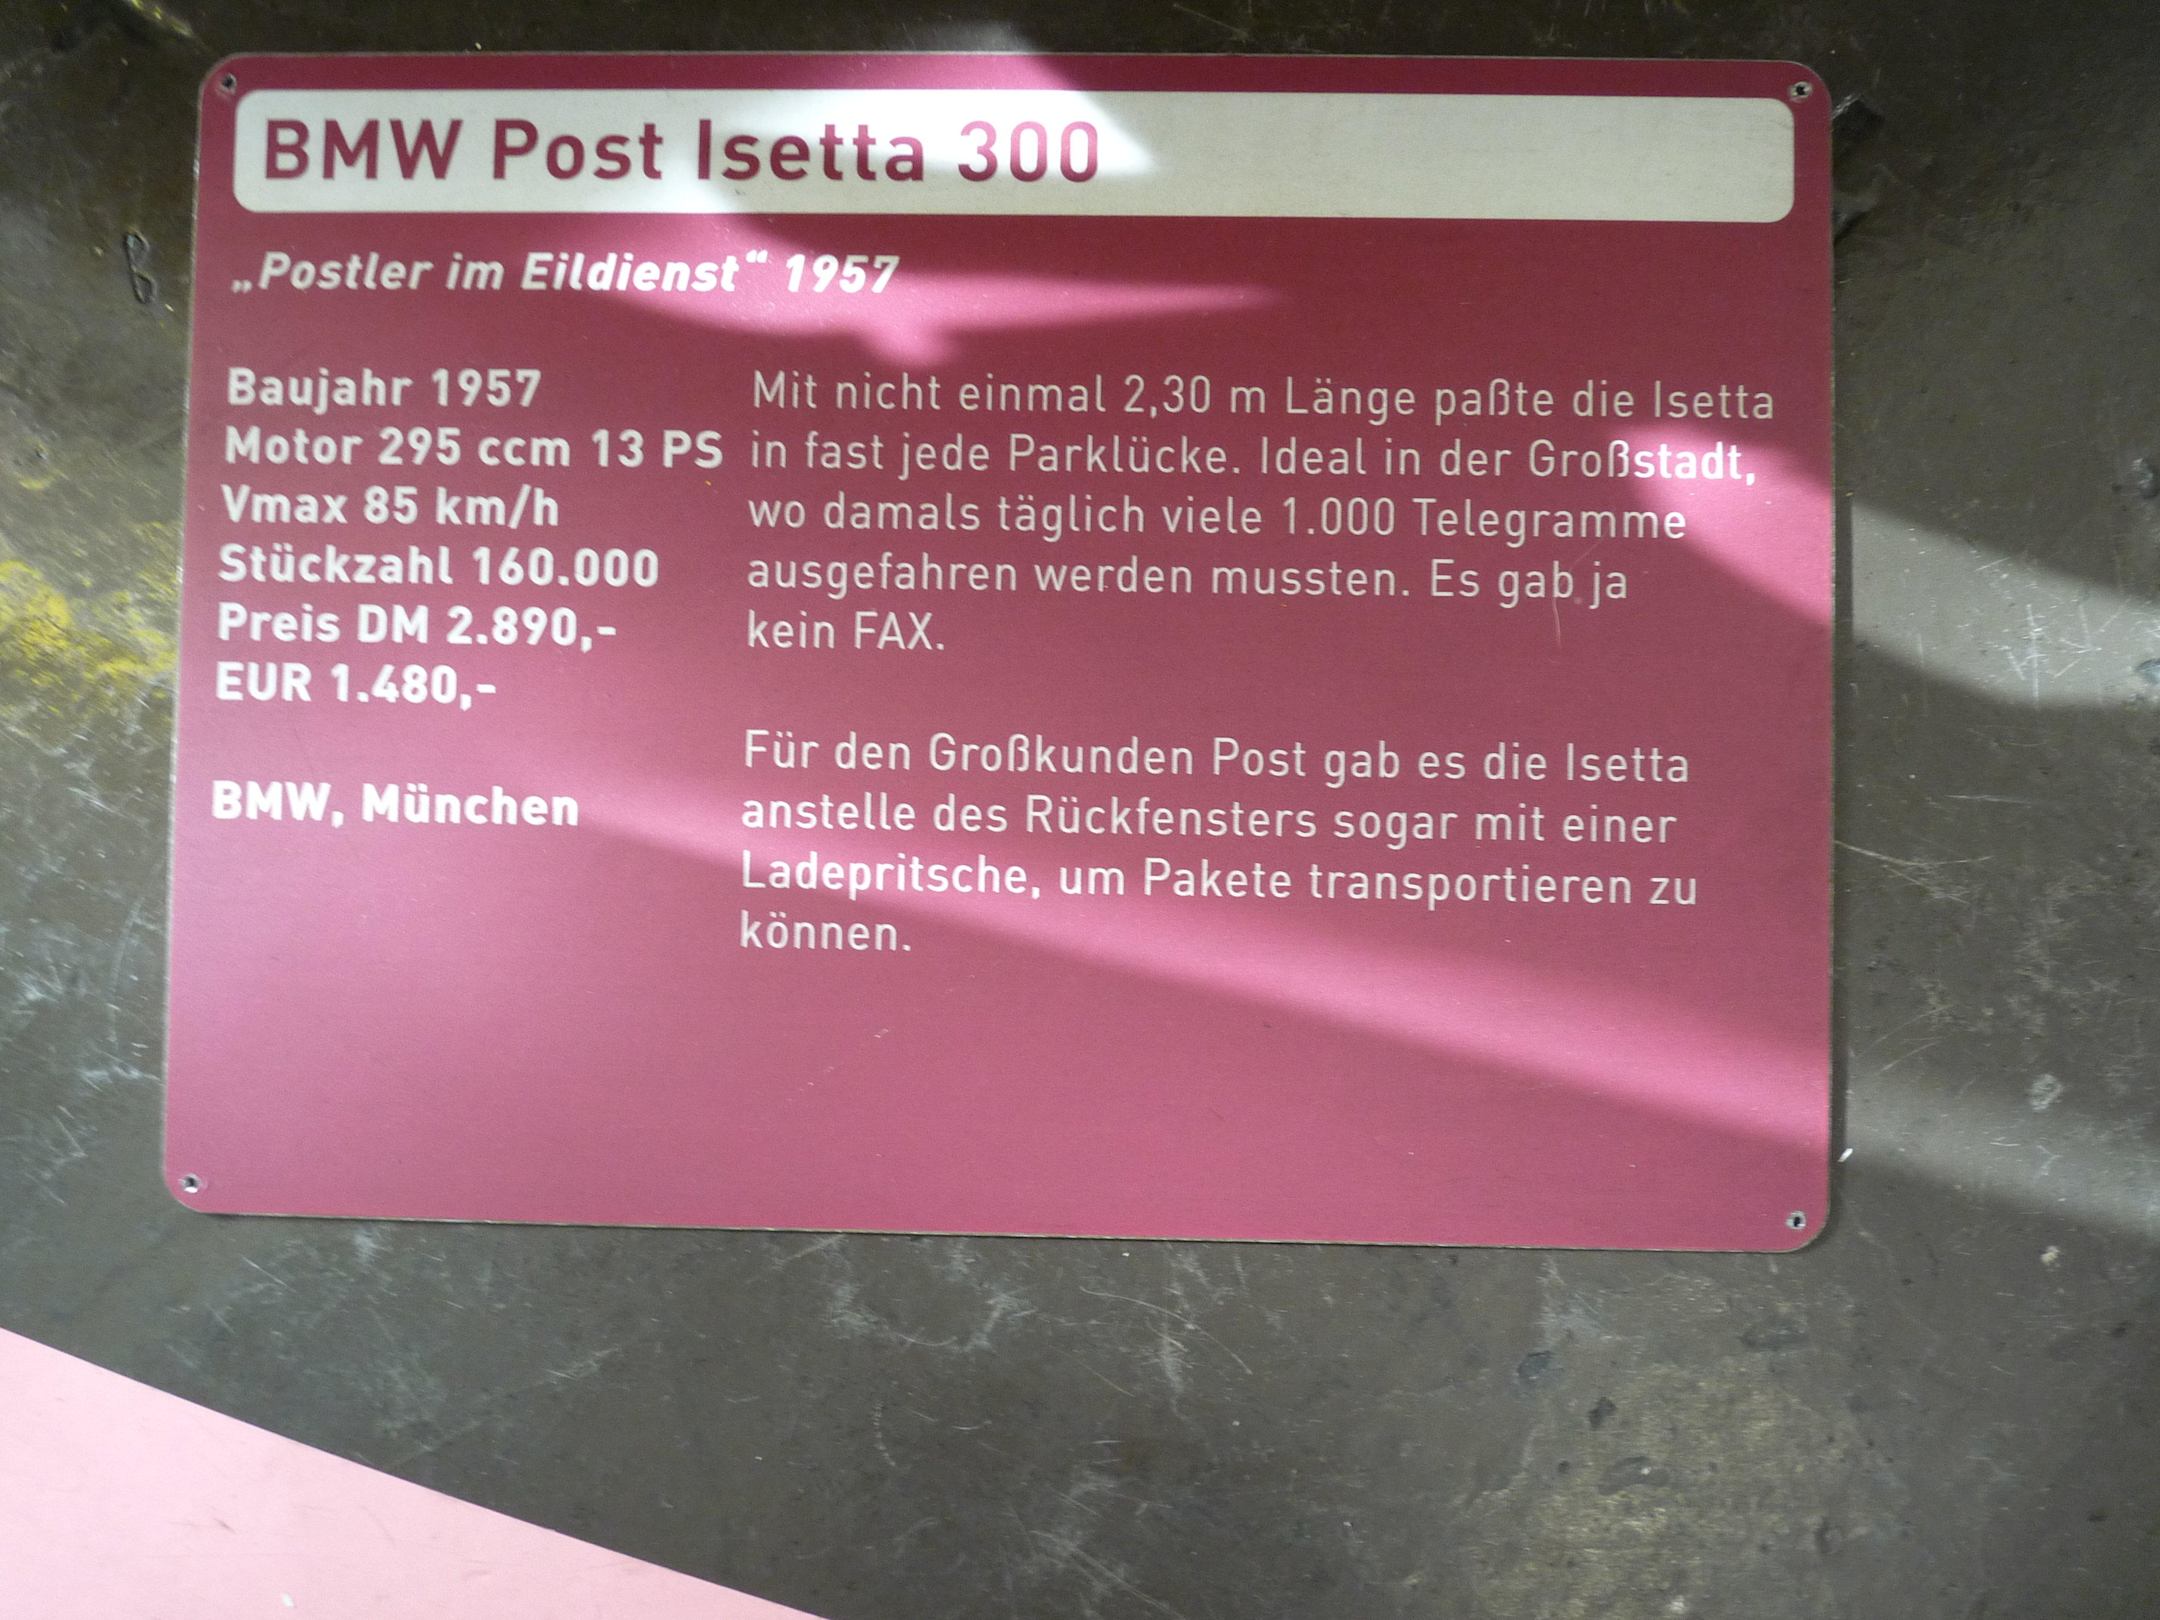 BMW Post Isetta 300
„Postler im Eildienst“ 1957
Baujahr 1957
Motor 295 ccm 13 PS
Vmax 85 km/h
Stückzahl 160.000
Preis DM 2.890,-
EUR 1.480,-
BMW, München
Mit nicht einmal 2,30 m Länge paßte die Isetta
in fast jede Parklücke. Ideal in der Großstadt,
wo damals täglich viele 1.000 Telegramme
ausgefahren werden mussten. Es gab ja
kein FAX.
Für den Großkunden Post gab es die Isetta
anstelle des Rückfensters sogar mit einer
Ladepritsche, um Pakete transportieren zu
können.